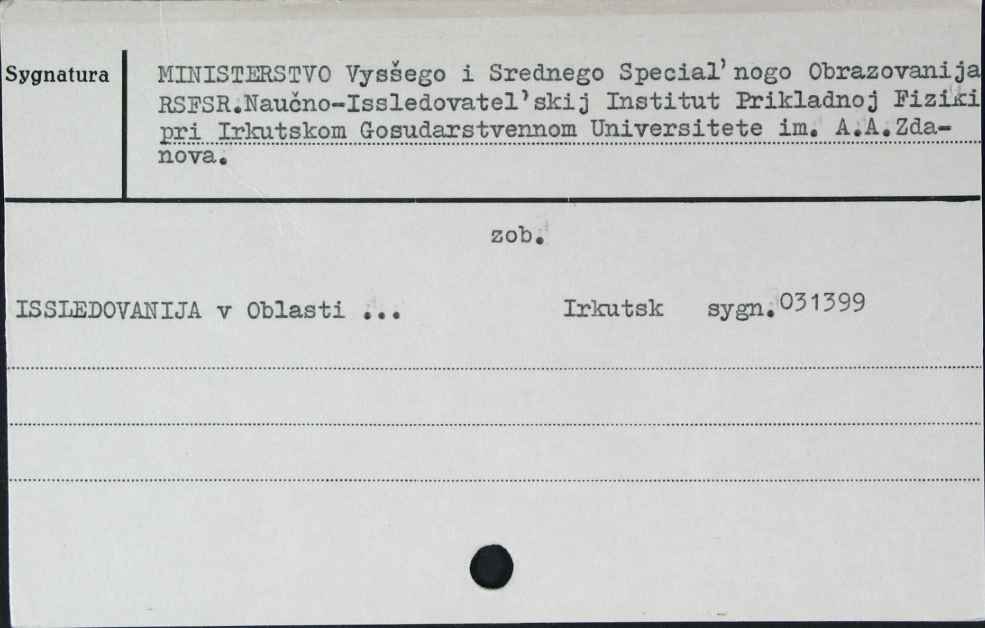 Sygnatura
MINISTERSTVO Vysšego i Srednego Special'nogo Obrazovanija
RSFSR.Naučno-Issledovatel'skij Institut Prikladnoj Fiziki
pri Irkutskom Gosudarstvennom Universitete im. A.A.Zda-
nova.
zob.
ISSLEDOVANIJA v Oblasti ... Irkutsk sygn.031399